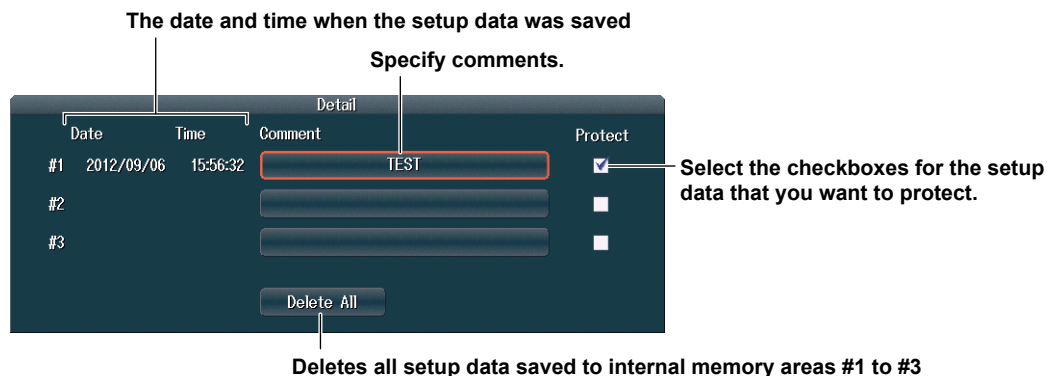 The date and time when the setup data was saved
Specify comments.
Detail
Date Time Comment Protect
#1 2012/09/06 15:56:32 TEST
Select the checkboxes for the setup
data that you want to protect.
#2
#3
Delete All
Deletes all setup data saved to internal memory areas #1 to #3